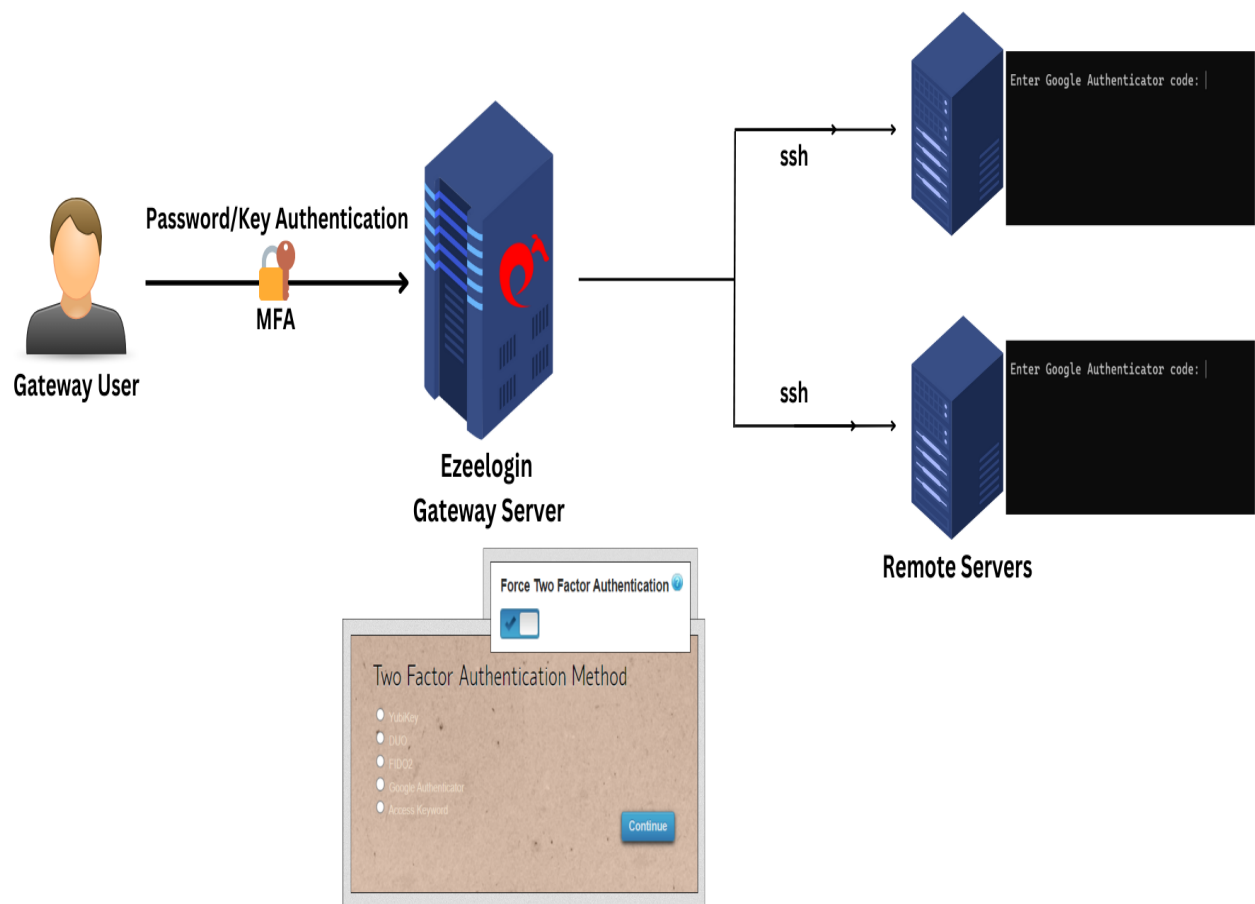 Password/Key Authentication
MFA
Gateway User
Ezeelogin
Gateway Server
ssh
ssh
Enter Google Authenticator code:
Enter Google Authenticator code:
Remote Servers
Force Two Factor Authentication
Two Factor Authentication Method
YubiKey
DUO
FIDO2
Google Authenticator
Access Keyword
Continue